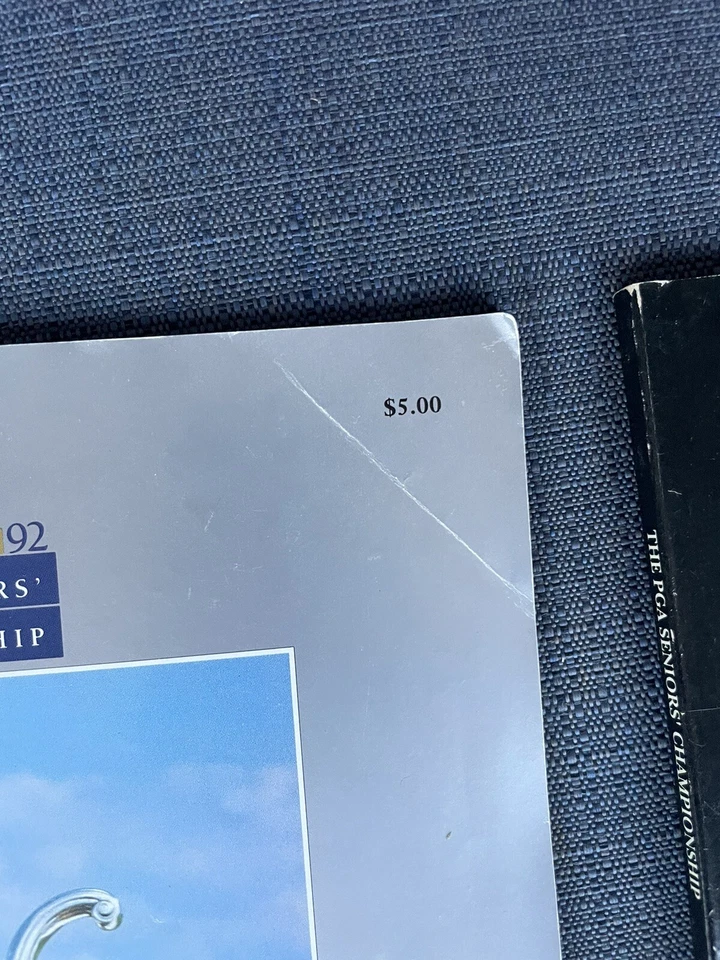 $5.00
92
RS'
HIP
THE PGA SENIORS' CHAMPIONSHIP